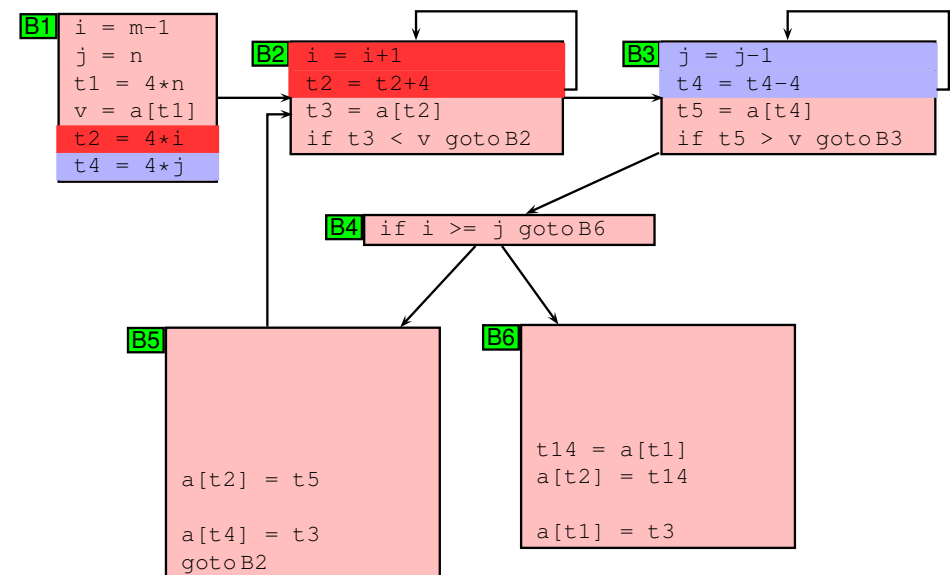 B1
i = m-1
j = n
t1 = 4*n
v = a[t1]
t2 = 4*i
t4 = 4*j
B2
i = i+1
t2 = t2+4
t3 = a[t2]
if t3 < v goto B2
B3
j = j-1
t4 = t4-4
t5 = a[t4]
if t5 > v goto B3
B4
if i >= j goto B6
B5
a[t2] = t5
a[t4] = t3
goto B2
B6
t14 = a[t1]
a[t2] = t14
a[t1] = t3